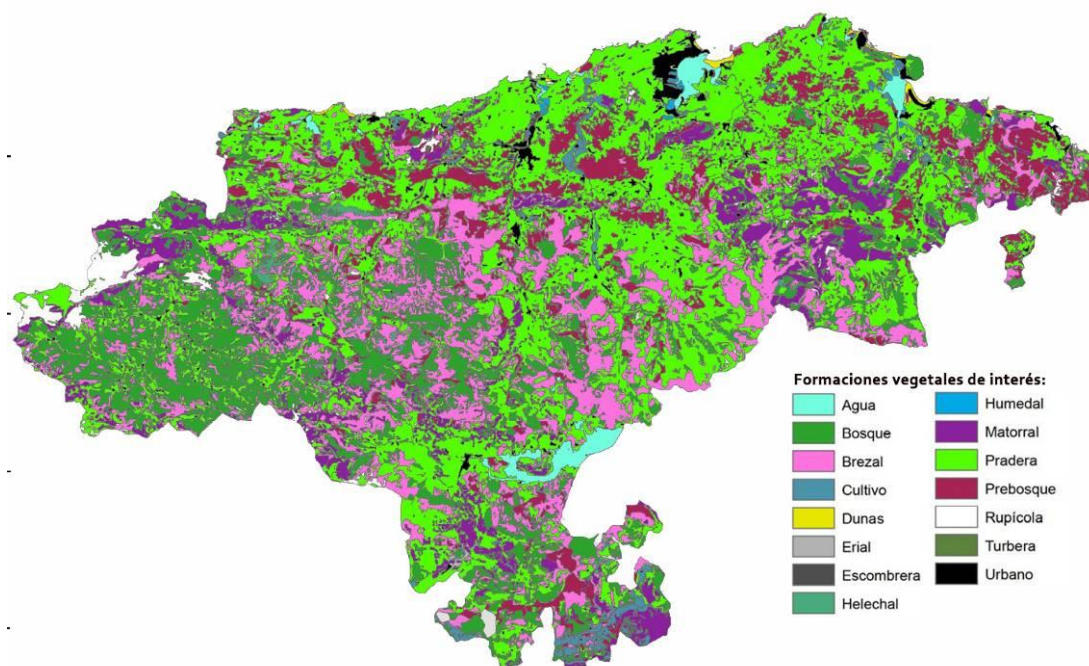 Formaciones vegetales de interés:
Agua
Bosque
Brezal
Cultivo
Dunas
Erial
Escombrera
Helechal
Humedal
Matorral
Pradera
Prebosque
Rupícola
Turbera
Urbano